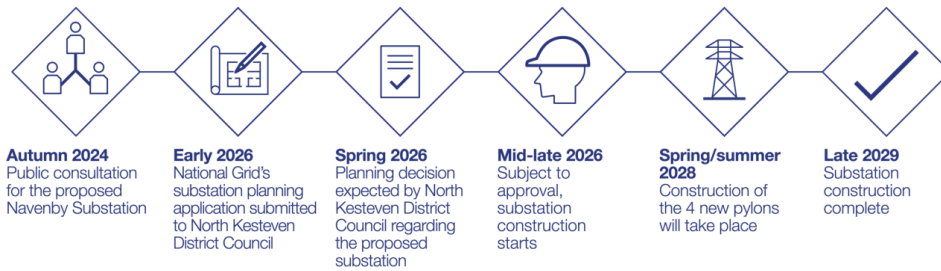 Autumn 2024
Public consultation
for the proposed
Navenby Substation
Early 2026
National Grid's
substation planning
application submitted
to North Kesteven
District Council
Spring 2026
Planning decision
expected by North
Kesteven District
Council regarding
the proposed
substation
Mid-late 2026
Subject to
approval,
substation
construction
starts
Spring/summer
2028
Construction of
the 4 new pylons
will take place
Late 2029
Substation
construction
complete